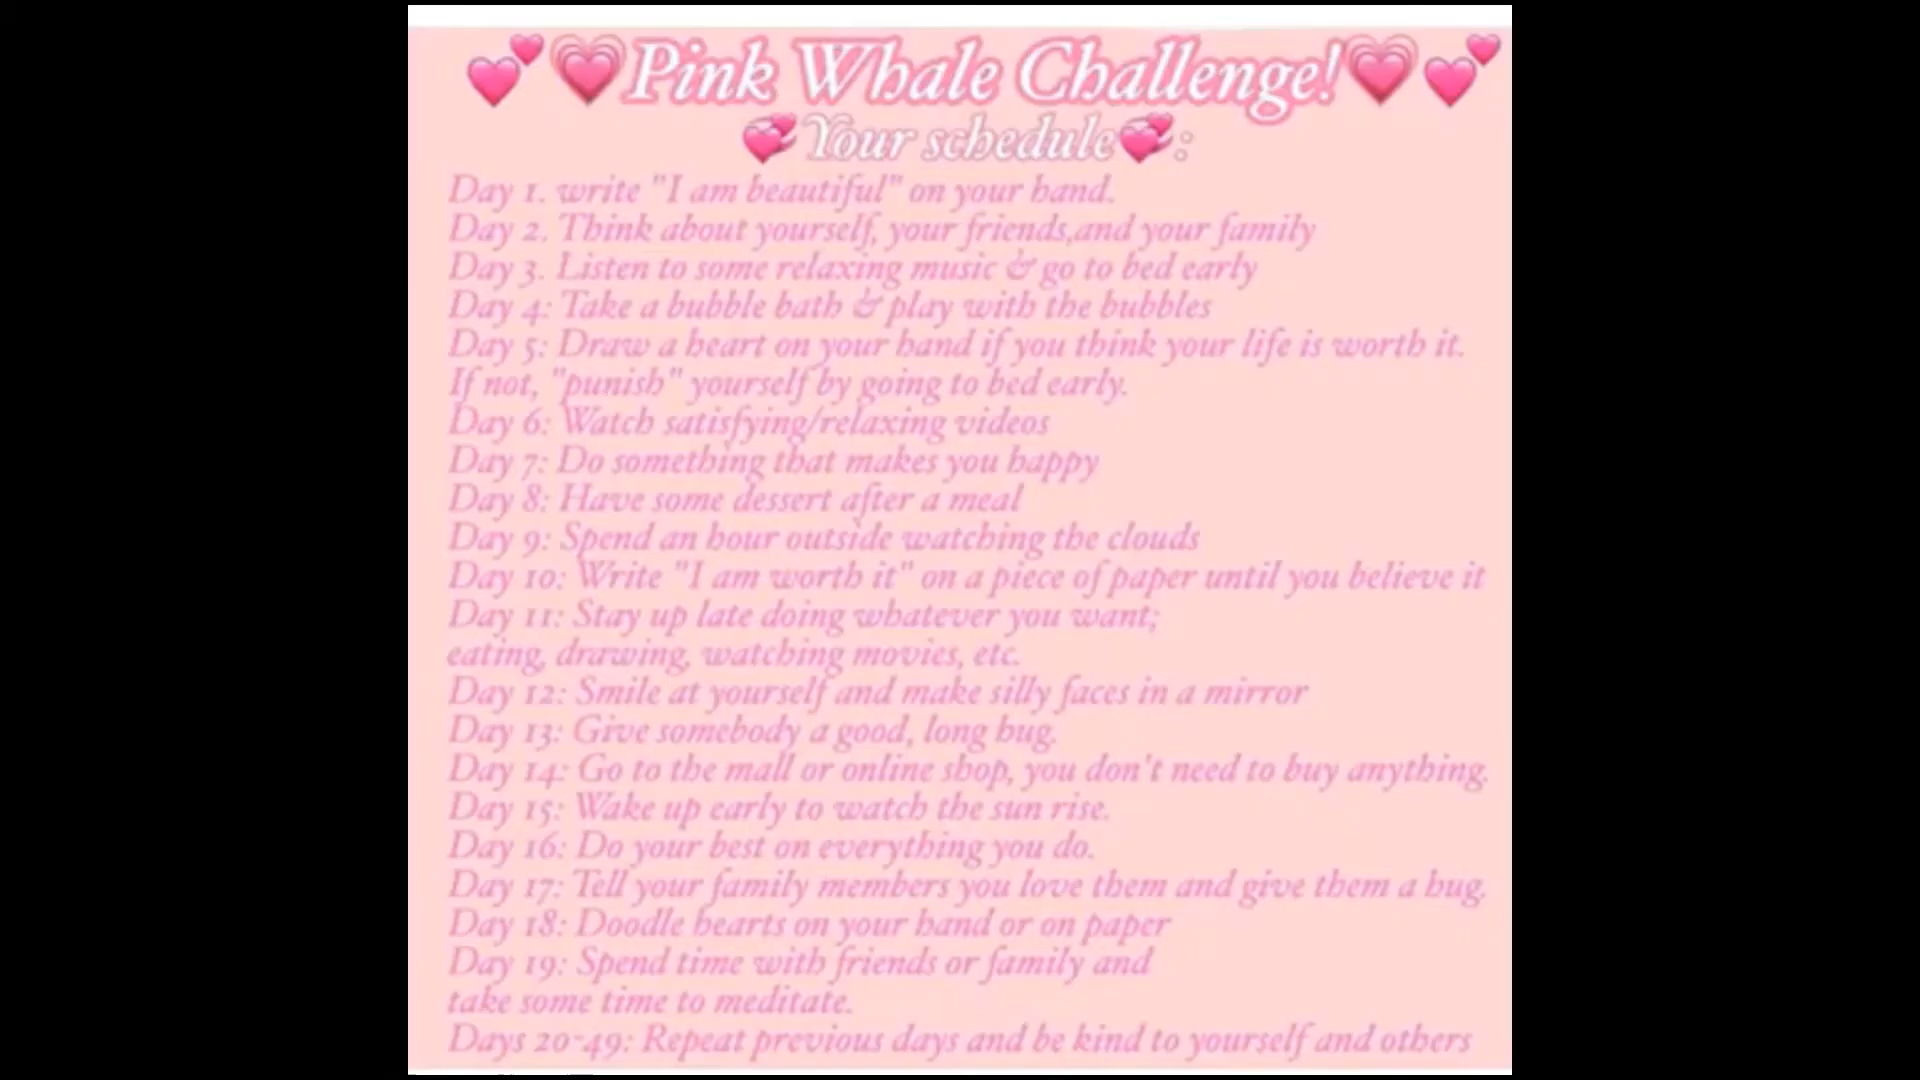 💕💗Pink Whale Challenge!💗💕
💞Your schedule💞:
Day 1. write "I am beautiful" on your hand.
Day 2. Think about yourself, your friends,and your family
Day 3. Listen to some relaxing music & go to bed early
Day 4: Take a bubble bath & play with the bubbles
Day 5: Draw a heart on your hand if you think your life is worth it.
If not, "punish" yourself by going to bed early.
Day 6: Watch satisfying/relaxing videos
Day 7: Do something that makes you happy
Day 8: Have some dessert after a meal
Day 9: Spend an hour outside watching the clouds
Day 10: Write "I am worth it" on a piece of paper until you believe it
Day 11: Stay up late doing whatever you want;
eating, drawing, watching movies, etc.
Day 12: Smile at yourself and make silly faces in a mirror
Day 13: Give somebody a good, long hug.
Day 14: Go to the mall or online shop, you don't need to buy anything.
Day 15: Wake up early to watch the sun rise.
Day 16: Do your best on everything you do.
Day 17: Tell your family members you love them and give them a hug.
Day 18: Doodle hearts on your hand or on paper
Day 19: Spend time with friends or family and
take some time to meditate.
Days 20-49: Repeat previous days and be kind to yourself and others